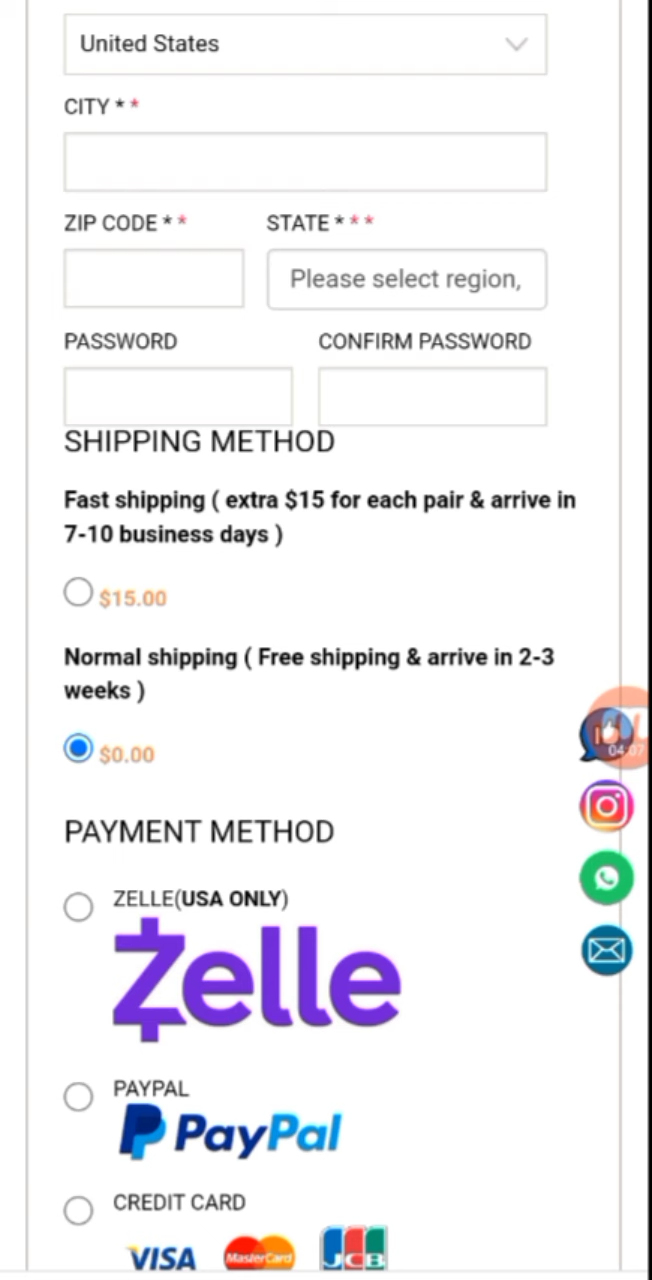 United States
CITY * *
ZIP CODE * * STATE * * *
Please select region,
PASSWORD CONFIRM PASSWORD
SHIPPING METHOD
Fast shipping ( extra $15 for each pair & arrive in
7-10 business days )
$15.00
Normal shipping ( Free shipping & arrive in 2-3
weeks )
04:07
$0.00
PAYMENT METHOD
ZELLE(USA ONLY)
Zelle
PAYPAL
PayPal
CREDIT CARD
VISA MasterCard JCB